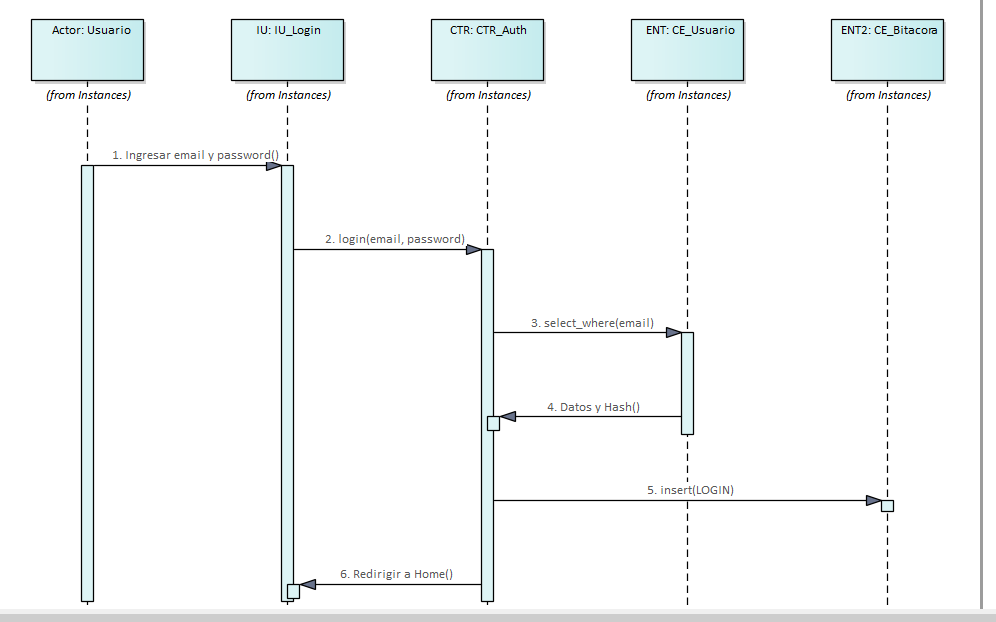 Actor: Usuario
IU: IU_Login
CTR: CTR_Auth
ENT: CE_Usuario
ENT2: CE_Bitacora
(from Instances)
(from Instances)
(from Instances)
(from Instances)
(from Instances)
1. Ingresar email y password()
2. login(email, password)
3. select_where(email)
4. Datos y Hash()
5. insert(LOGIN)
6. Redirigir a Home()